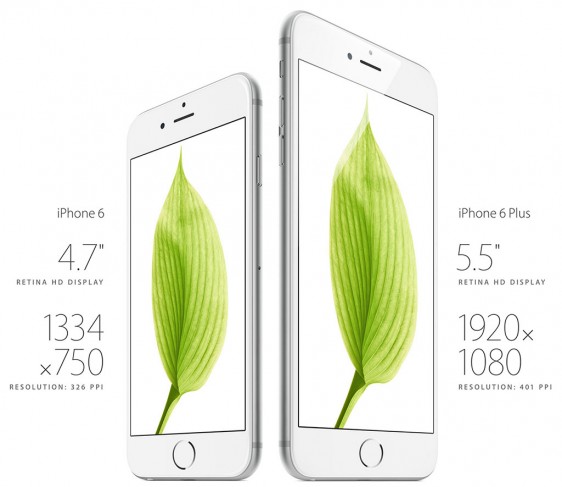 iPhone 6
4.7"
RETINA HD DISPLAY
1334
×750
RESOLUTION: 326 PPI
iPhone 6 Plus
5.5"
RETINA HD DISPLAY
1920×
1080
RESOLUTION: 401 PPI